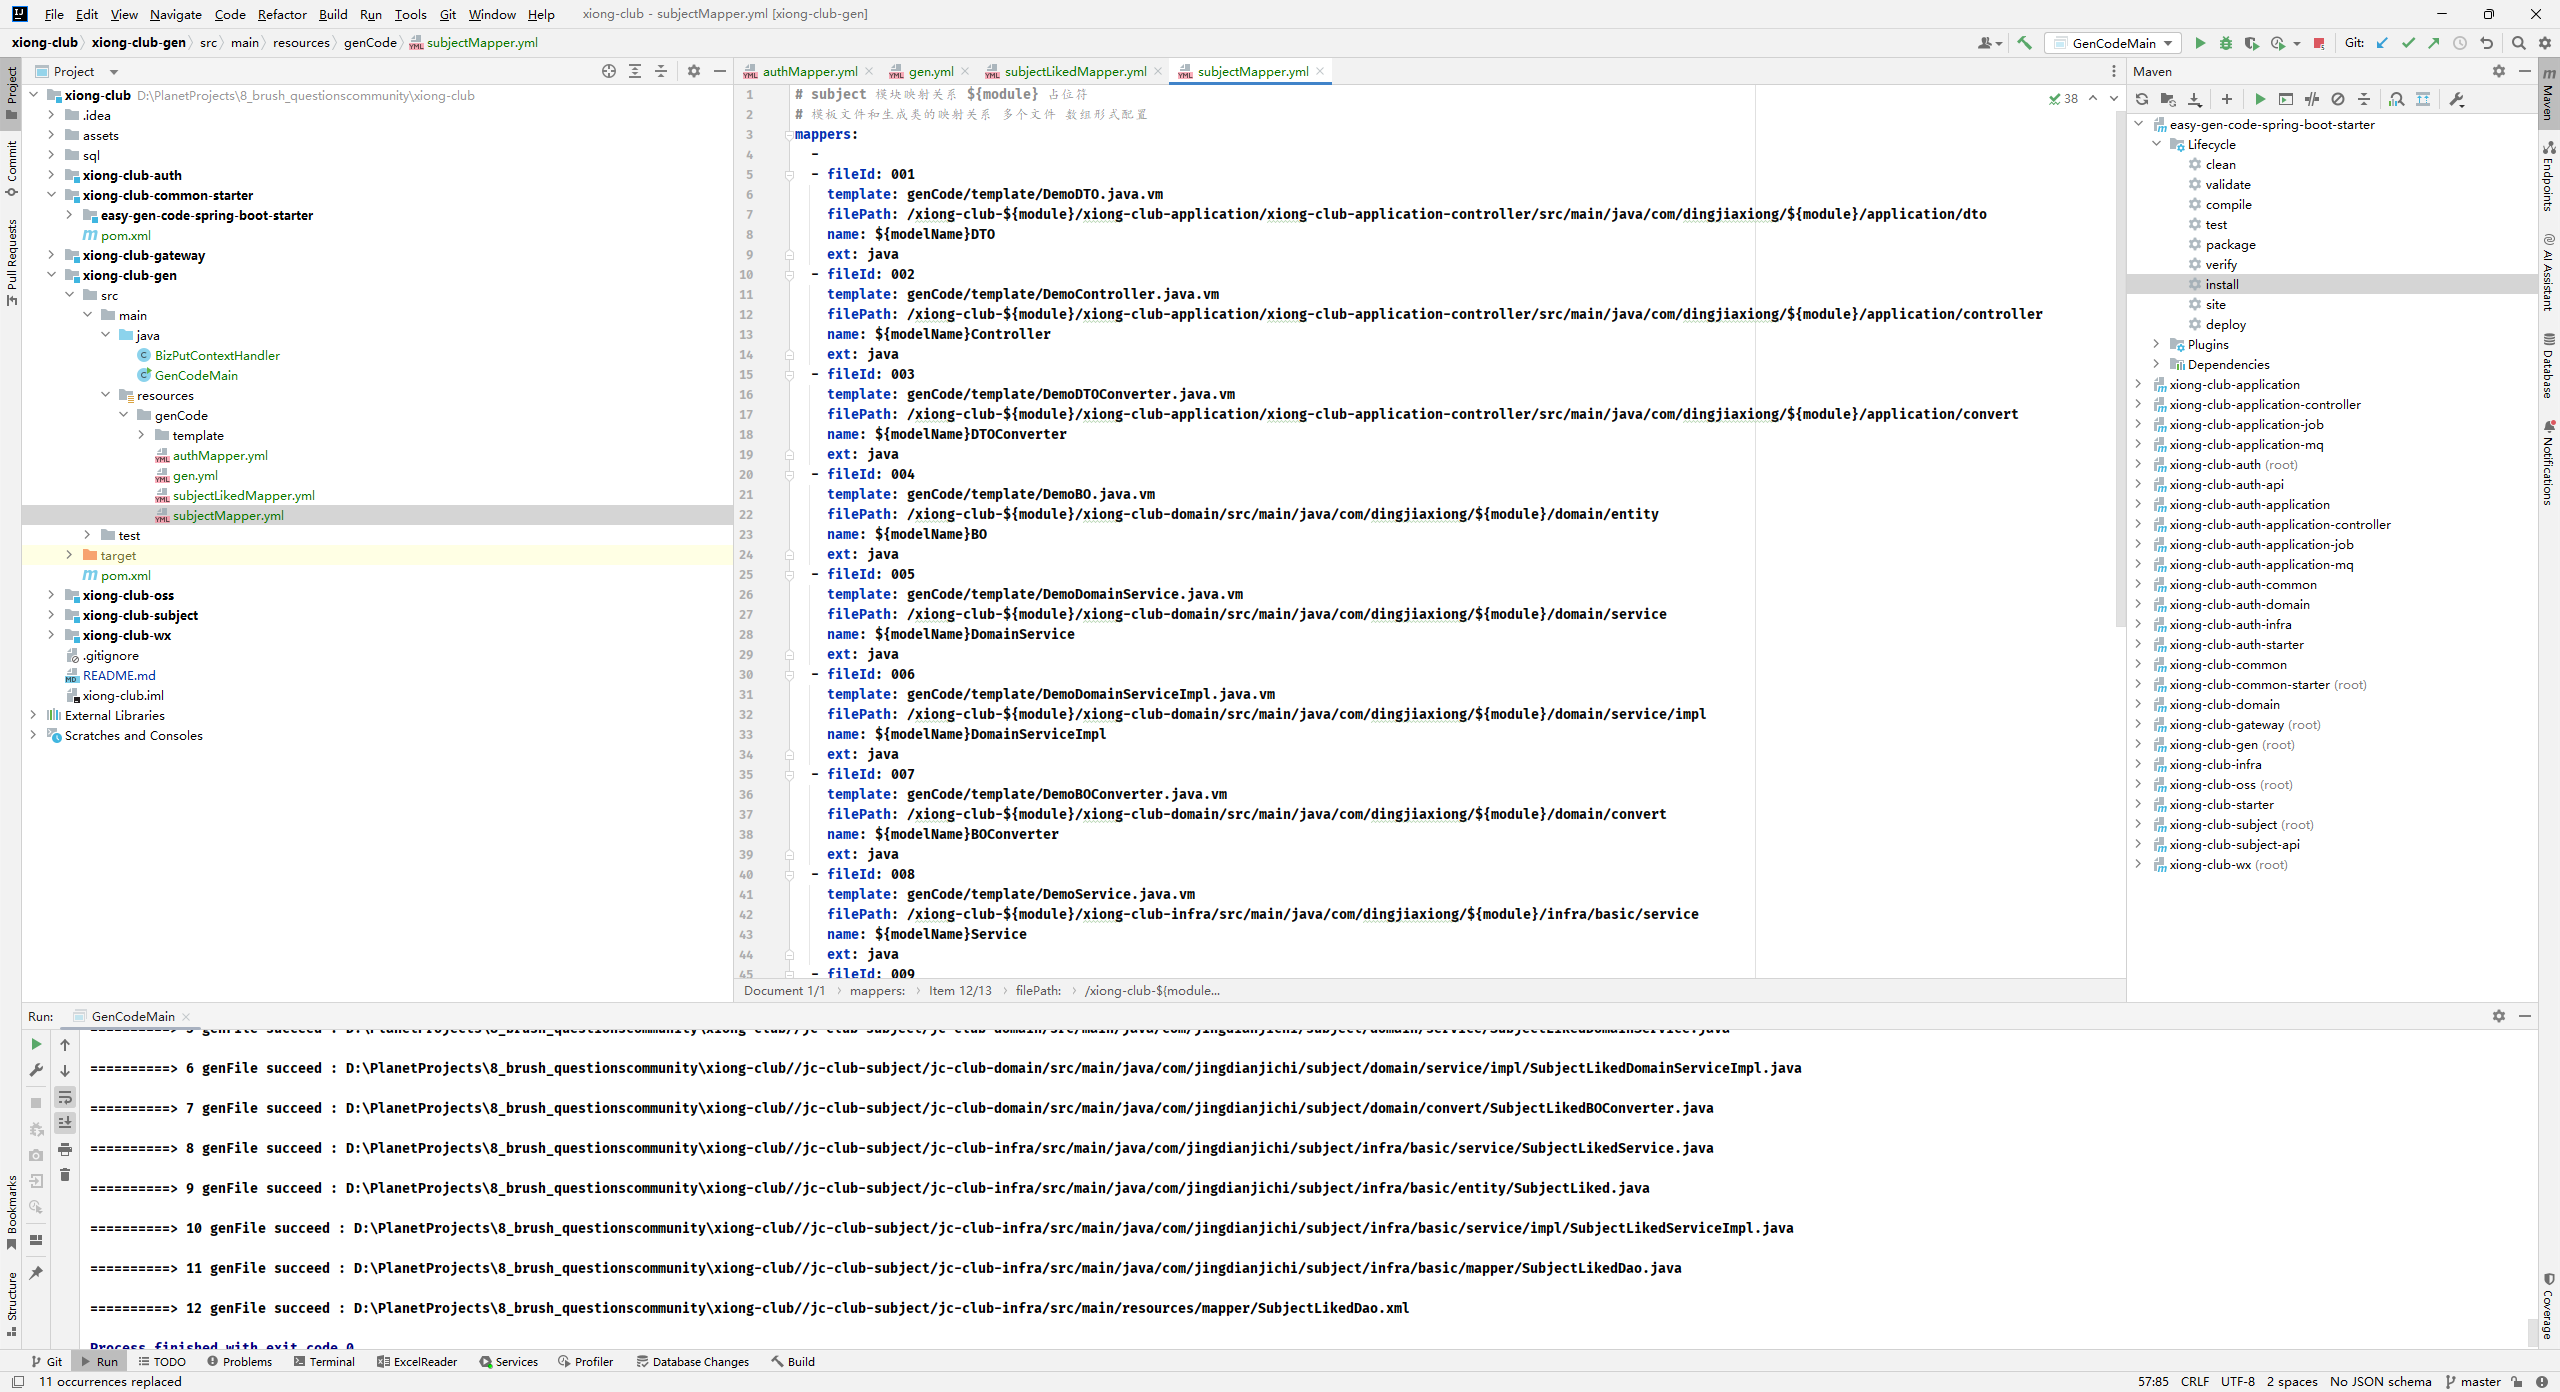 File Edit View Navigate Code Refactor Build Run Tools Git Window Help xiong-club - subjectMapper.yml [xiong-club-gen]
xiong-club xiong-club-gen src main resources genCode subjectMapper.yml GenCodeMain Git:
Project
authMapper.yml gen.yml subjectLikedMapper.yml subjectMapper.yml
Maven
Project
Commit
Pull Requests
Bookmarks
Structure
xiong-club D:\PlanetProjects\8_brush_questionscommunity\xiong-club
.idea
assets
sql
xiong-club-auth
xiong-club-common-starter
easy-gen-code-spring-boot-starter
pom.xml
xiong-club-gateway
xiong-club-gen
src
main
java
BizPutContextHandler
GenCodeMain
resources
genCode
template
authMapper.yml
gen.yml
subjectLikedMapper.yml
subjectMapper.yml
test
target
pom.xml
xiong-club-oss
xiong-club-subject
xiong-club-wx
.gitignore
README.md
xiong-club.iml
External Libraries
Scratches and Consoles
38
1 # subject 模块映射关系 ${module} 占位符
2 # 模板文件和生成类的映射关系 多个文件 数组形式配置
3 mappers:
4 -
5 - fileId: 001
6 template: genCode/template/DemoDTO.java.vm
7 filePath: /xiong-club-${module}/xiong-club-application/xiong-club-application-controller/src/main/java/com/dingjiaxiong/${module}/application/dto
8 name: ${modelName}DTO
9 ext: java
10 - fileId: 002
11 template: genCode/template/DemoController.java.vm
12 filePath: /xiong-club-${module}/xiong-club-application/xiong-club-application-controller/src/main/java/com/dingjiaxiong/${module}/application/controller
13 name: ${modelName}Controller
14 ext: java
15 - fileId: 003
16 template: genCode/template/DemoDTOConverter.java.vm
17 filePath: /xiong-club-${module}/xiong-club-application/xiong-club-application-controller/src/main/java/com/dingjiaxiong/${module}/application/convert
18 name: ${modelName}DTOConverter
19 ext: java
20 - fileId: 004
21 template: genCode/template/DemoBO.java.vm
22 filePath: /xiong-club-${module}/xiong-club-domain/src/main/java/com/dingjiaxiong/${module}/domain/entity
23 name: ${modelName}BO
24 ext: java
25 - fileId: 005
26 template: genCode/template/DemoDomainService.java.vm
27 filePath: /xiong-club-${module}/xiong-club-domain/src/main/java/com/dingjiaxiong/${module}/domain/service
28 name: ${modelName}DomainService
29 ext: java
30 - fileId: 006
31 template: genCode/template/DemoDomainServiceImpl.java.vm
32 filePath: /xiong-club-${module}/xiong-club-domain/src/main/java/com/dingjiaxiong/${module}/domain/service/impl
33 name: ${modelName}DomainServiceImpl
34 ext: java
35 - fileId: 007
36 template: genCode/template/DemoBOConverter.java.vm
37 filePath: /xiong-club-${module}/xiong-club-domain/src/main/java/com/dingjiaxiong/${module}/domain/convert
38 name: ${modelName}BOConverter
39 ext: java
40 - fileId: 008
41 template: genCode/template/DemoService.java.vm
42 filePath: /xiong-club-${module}/xiong-club-infra/src/main/java/com/dingjiaxiong/${module}/infra/basic/service
43 name: ${modelName}Service
44 ext: java
45 - fileId: 009
Document 1/1 mappers: Item 12/13 filePath: /xiong-club-${module...
easy-gen-code-spring-boot-starter
Lifecycle
clean
validate
compile
test
package
verify
install
site
deploy
Plugins
Dependencies
xiong-club-application
xiong-club-application-controller
xiong-club-application-job
xiong-club-application-mq
xiong-club-auth (root)
xiong-club-auth-api
xiong-club-auth-application
xiong-club-auth-application-controller
xiong-club-auth-application-job
xiong-club-auth-application-mq
xiong-club-auth-common
xiong-club-auth-domain
xiong-club-auth-infra
xiong-club-auth-starter
xiong-club-common
xiong-club-common-starter (root)
xiong-club-domain
xiong-club-gateway (root)
xiong-club-gen (root)
xiong-club-infra
xiong-club-oss (root)
xiong-club-starter
xiong-club-subject (root)
xiong-club-subject-api
xiong-club-wx (root)
Maven
Endpoints
AI Assistant
Database
Notifications
Coverage
Run: GenCodeMain
==========> 5 genFile succeed : D:\PlanetProjects\8_brush_questionscommunity\xiong-club//jc-club-subject/jc-club-domain/src/main/java/com/jingdianjichi/subject/domain/service/SubjectLikedDomainService.java
==========> 6 genFile succeed : D:\PlanetProjects\8_brush_questionscommunity\xiong-club//jc-club-subject/jc-club-domain/src/main/java/com/jingdianjichi/subject/domain/service/impl/SubjectLikedDomainServiceImpl.java
==========> 7 genFile succeed : D:\PlanetProjects\8_brush_questionscommunity\xiong-club//jc-club-subject/jc-club-domain/src/main/java/com/jingdianjichi/subject/domain/convert/SubjectLikedBOConverter.java
==========> 8 genFile succeed : D:\PlanetProjects\8_brush_questionscommunity\xiong-club//jc-club-subject/jc-club-infra/src/main/java/com/jingdianjichi/subject/infra/basic/service/SubjectLikedService.java
==========> 9 genFile succeed : D:\PlanetProjects\8_brush_questionscommunity\xiong-club//jc-club-subject/jc-club-infra/src/main/java/com/jingdianjichi/subject/infra/basic/entity/SubjectLiked.java
==========> 10 genFile succeed : D:\PlanetProjects\8_brush_questionscommunity\xiong-club//jc-club-subject/jc-club-infra/src/main/java/com/jingdianjichi/subject/infra/basic/service/impl/SubjectLikedServiceImpl.java
==========> 11 genFile succeed : D:\PlanetProjects\8_brush_questionscommunity\xiong-club//jc-club-subject/jc-club-infra/src/main/java/com/jingdianjichi/subject/infra/basic/mapper/SubjectLikedDao.java
==========> 12 genFile succeed : D:\PlanetProjects\8_brush_questionscommunity\xiong-club//jc-club-subject/jc-club-infra/src/main/resources/mapper/SubjectLikedDao.xml
Process finished with exit code 0
Git Run TODO Problems Terminal ExcelReader Services Profiler Database Changes Build
11 occurrences replaced 57:85 CRLF UTF-8 2 spaces No JSON schema master